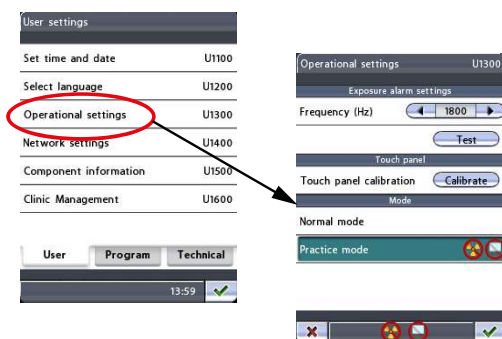 User settings
Set time and date U1100
Select language U1200
Operational settings U1300
Network settings U1400
Component information U1500
Clinic Management U1600
User Program Technical
13:59
Operational settings U1300
Exposure alarm settings
Frequency (Hz) 1800
Test
Touch panel
Touch panel calibration Calibrate
Mode
Normal mode
Practice mode